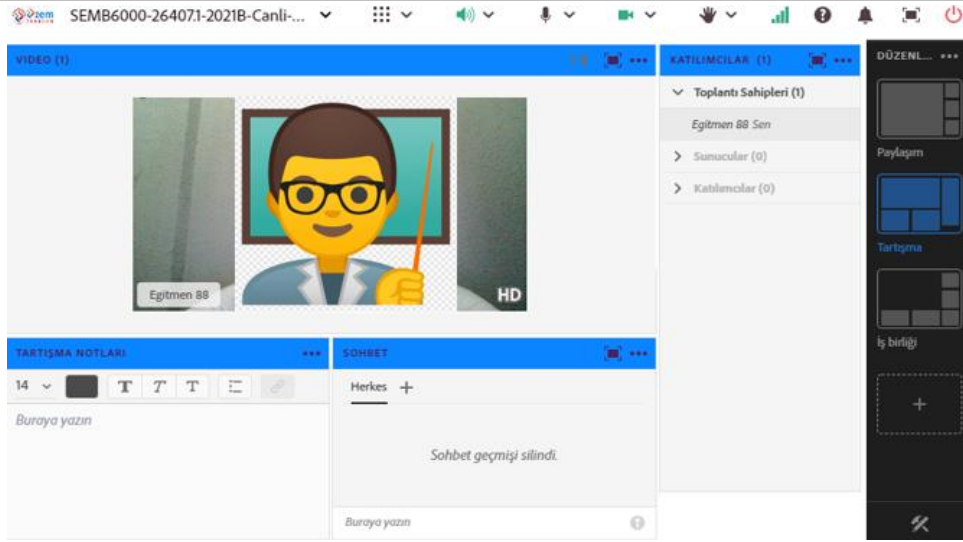 özem SEMB6000-26407.1-2021B-Canli-...
VIDEO (1)
Egitmen 88
HD
TARTIŞMA NOTLARI
14 T T T
Buraya yazın
SOHBET
Herkes +
Sohbet geçmişi silindi.
Buraya yazın
KATILIMCILAR (1)
Toplantı Sahipleri (1)
Egitmen 88 Sen
Sunucular (0)
Katılımcılar (0)
DÜZENL...
Paylaşım
Tartışma
İş birliği
+